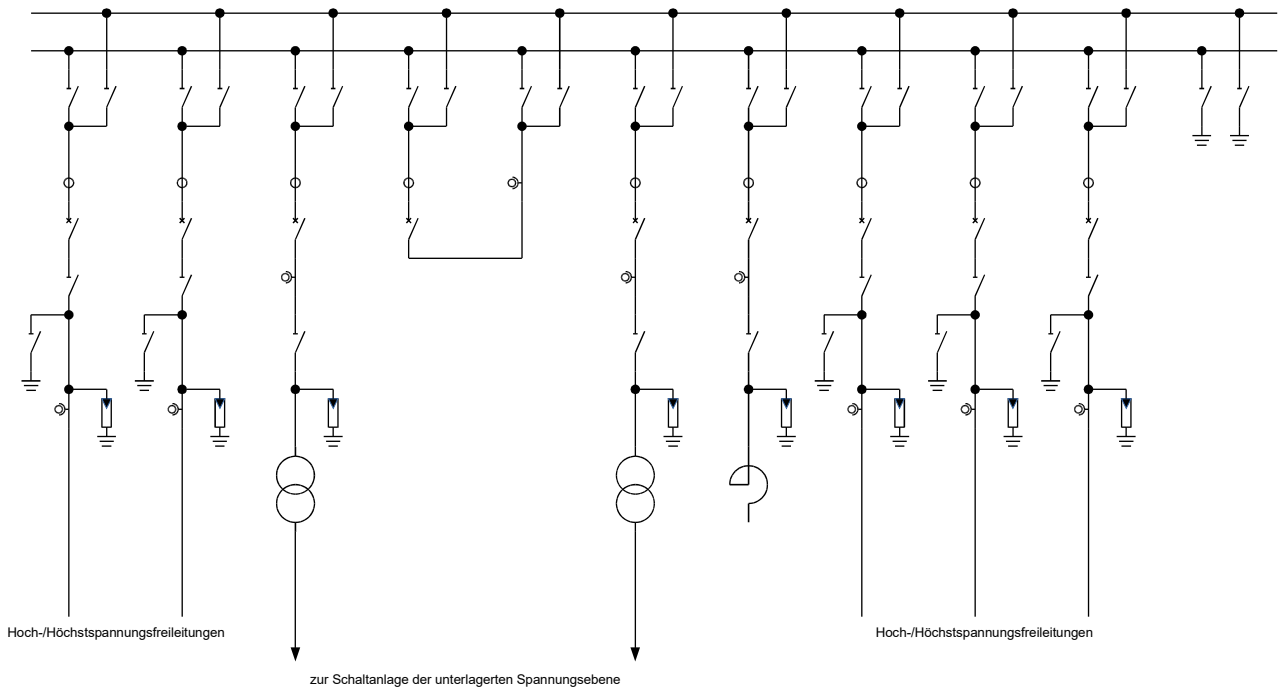 Hoch-/Höchstspannungsfreileitungen
Hoch-/Höchstspannungsfreileitungen
zur Schaltanlage der unterlagerten Spannungsebene